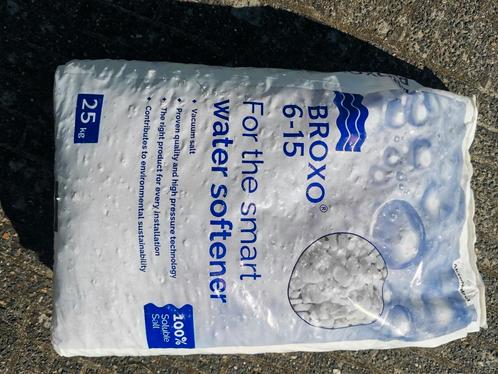 BROXO®
6-15
For the smart
water softener
• Vacuum salt
• Proven quality and high pressure technology
• The right product for every installation
• Contributes to environmental sustainability
25 kg
100%
Soluble
Salt